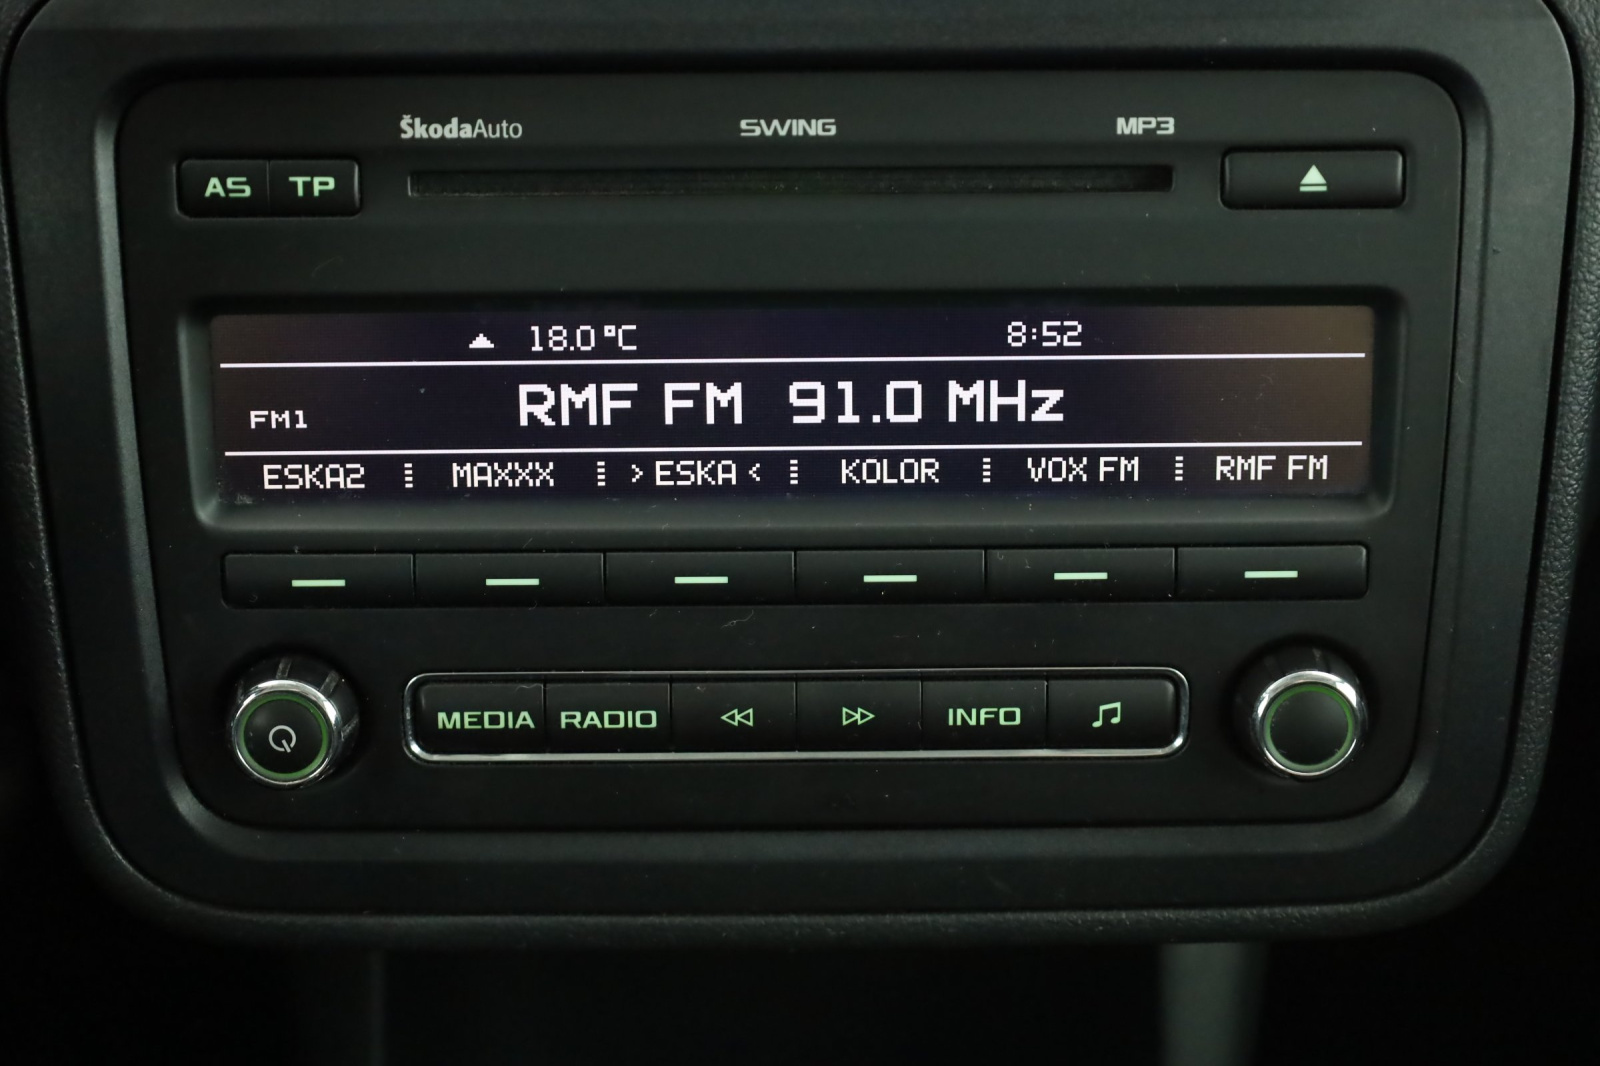 ŠkodaAuto SWING MP3
AS TP
18.0°C 8:52
FM1 RMF FM 91.0 MHz
ESKA2 MAXXX > ESKA < KOLOR VOX FM RMF FM
MEDIA RADIO INFO